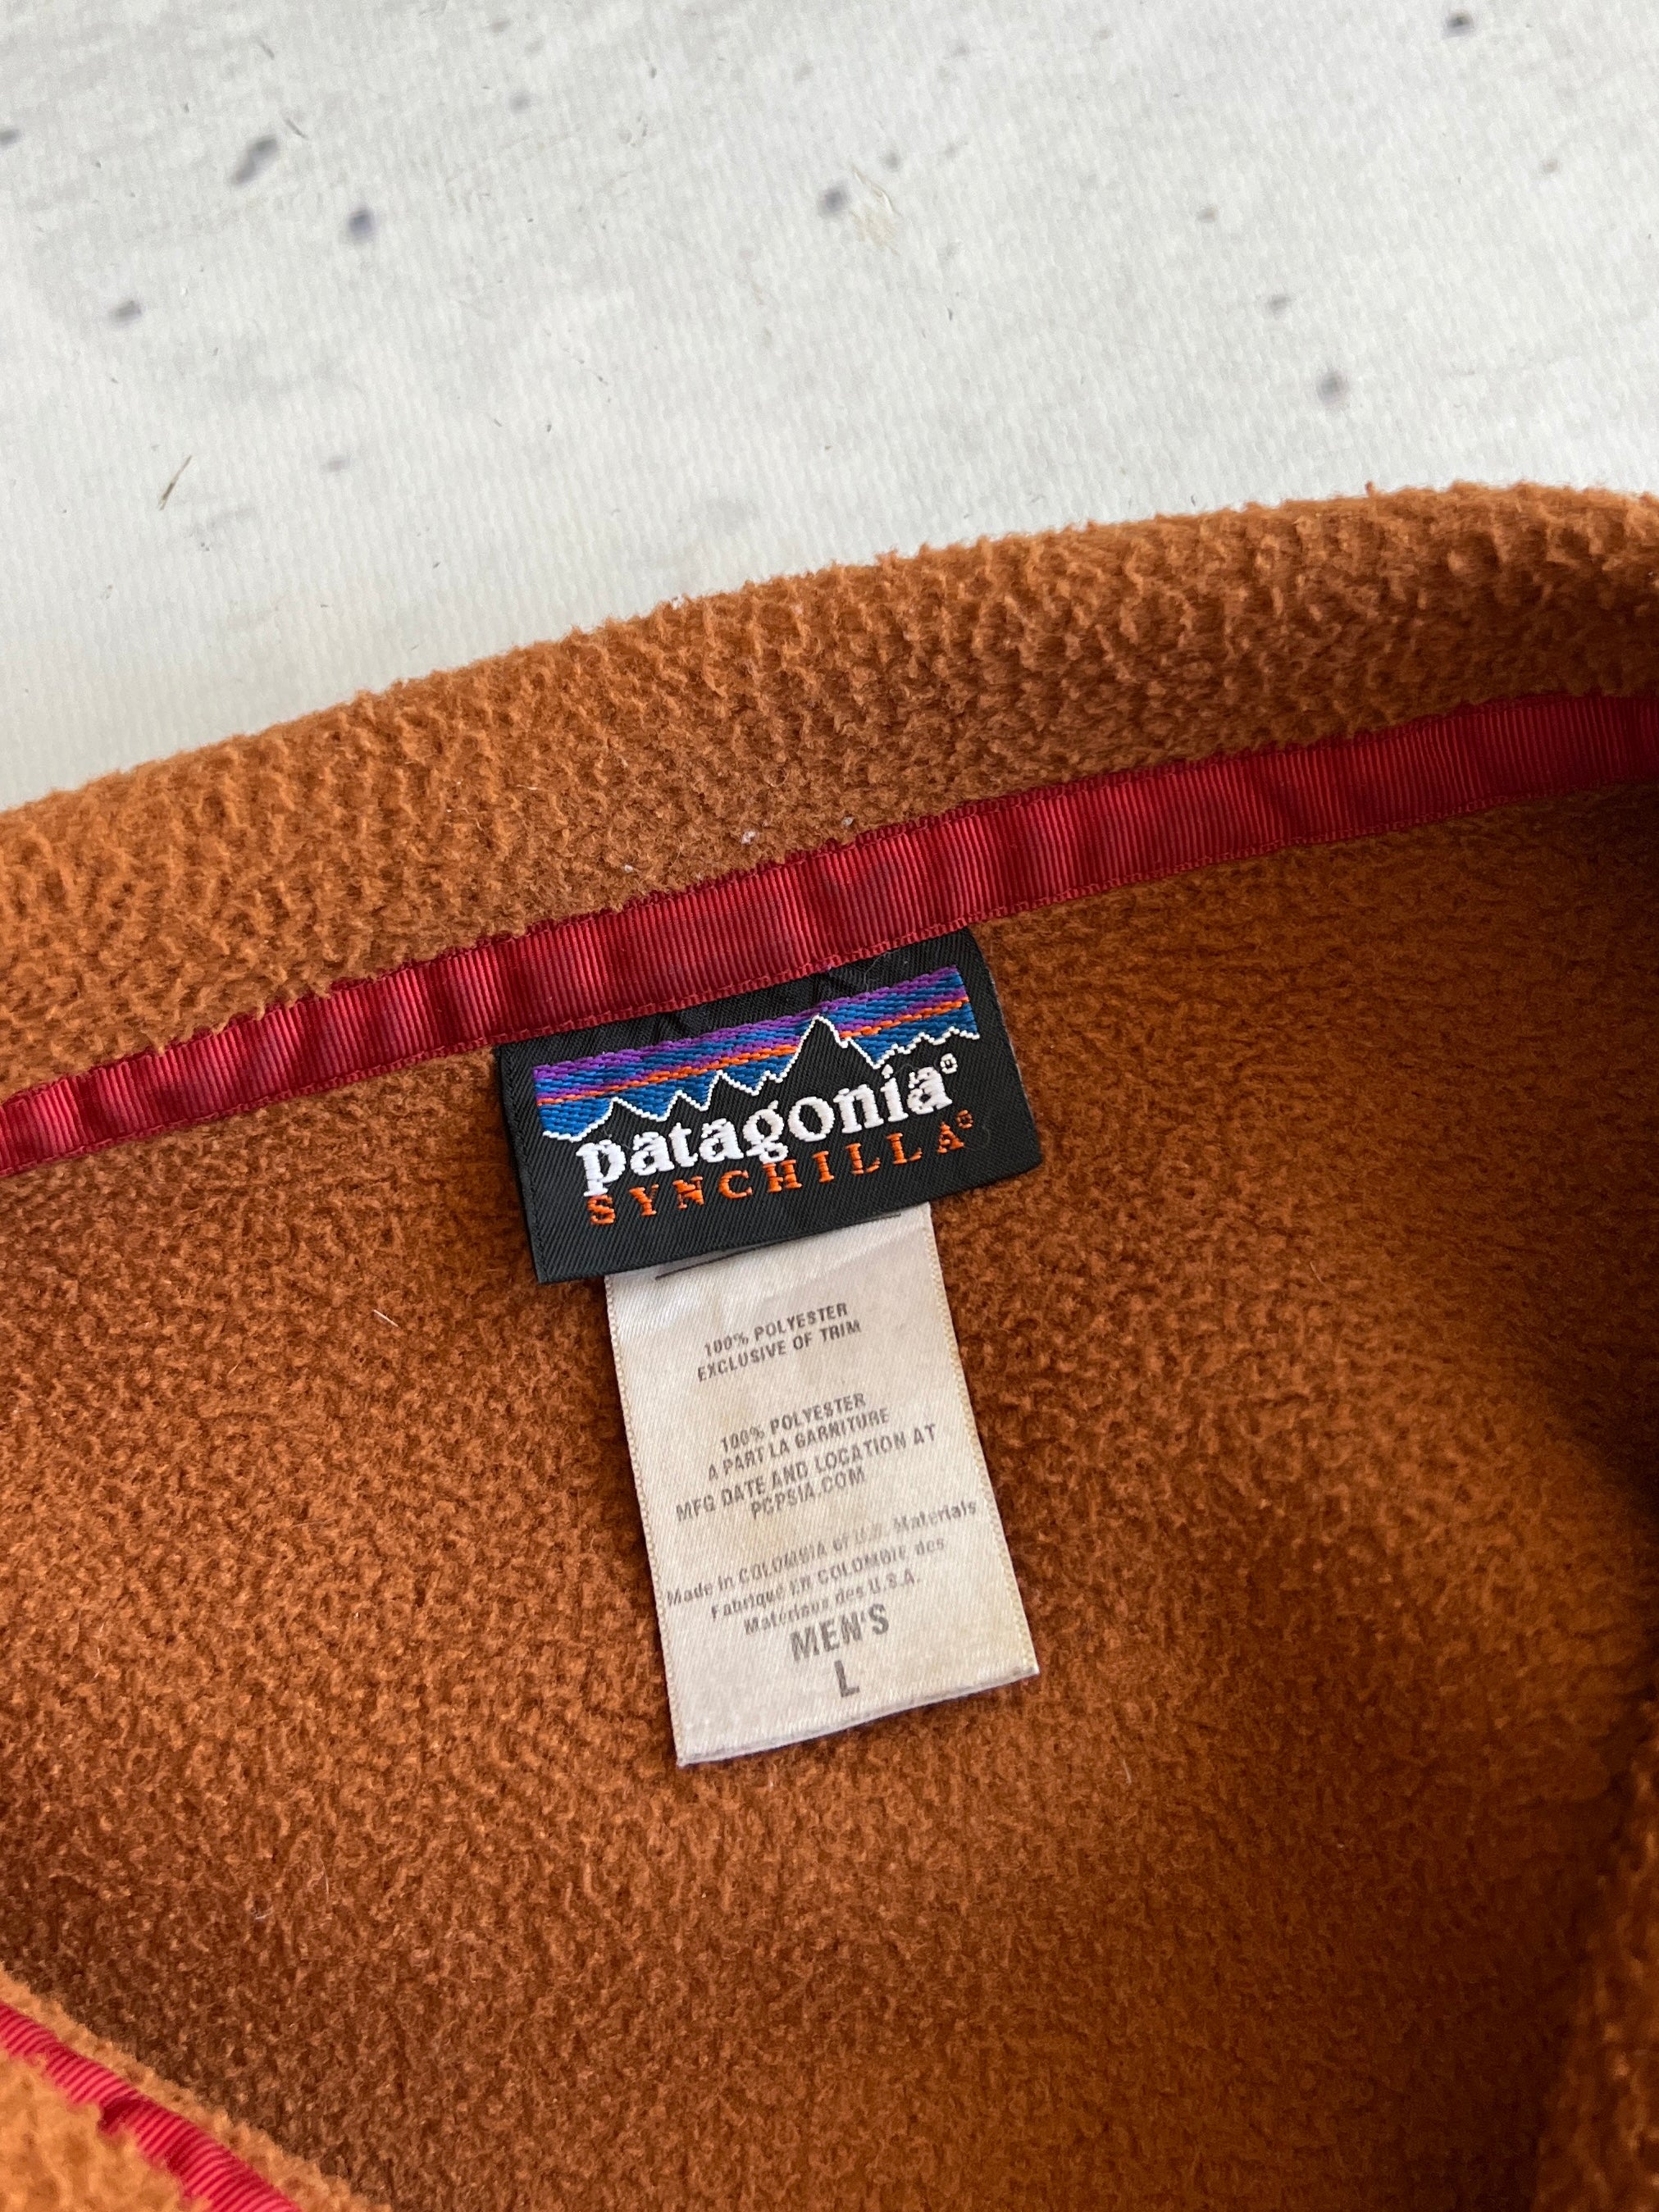 patagonia®
SYNCHILLA®
100% POLYESTER
EXCLUSIVE OF TRIM
100% POLYESTER
A PART LA GARNITURE
MFG DATE AND LOCATION AT
PCPSIA.COM
Made in COLOMBIA of U.S. Materials
Fabriqué EN COLOMBIE des
Matériaux des U.S.A.
MEN'S
L